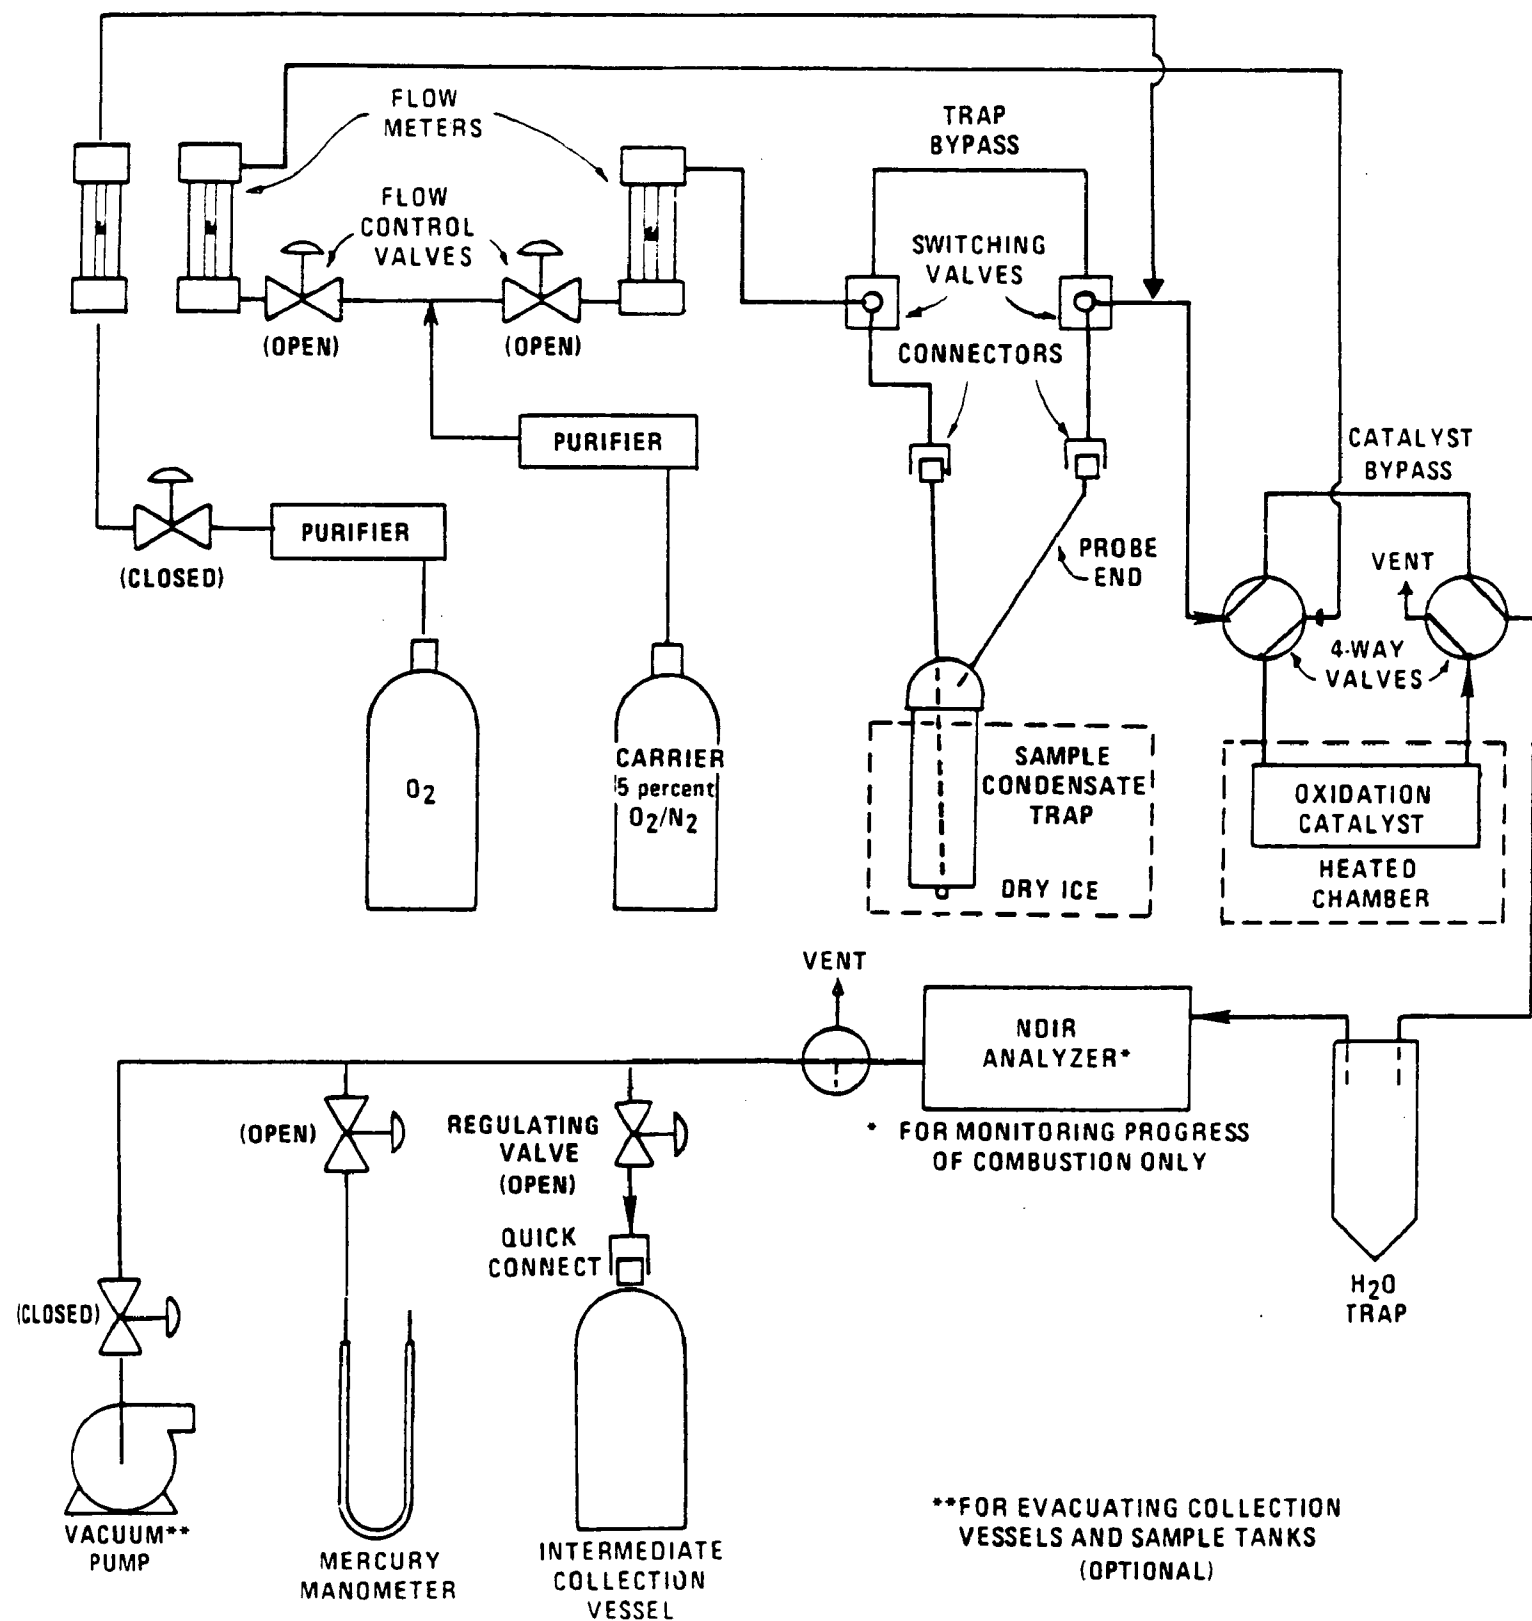 FLOW
METERS
TRAP
BYPASS
FLOW
CONTROL
VALVES
SWITCHING
VALVES
(OPEN)
(OPEN)
CONNECTORS
PURIFIER
CATALYST
BYPASS
PURIFIER
(CLOSED)
PROBE
END
VENT
4-WAY
VALVES
O2
CARRIER
5 percent
O2/N2
SAMPLE
CONDENSATE
TRAP
DRY ICE
OXIDATION
CATALYST
HEATED
CHAMBER
VENT
NDIR
ANALYZER*
* FOR MONITORING PROGRESS
OF COMBUSTION ONLY
(OPEN)
REGULATING
VALVE
(OPEN)
QUICK
CONNECT
H2O
TRAP
(CLOSED)
VACUUM**
PUMP
MERCURY
MANOMETER
INTERMEDIATE
COLLECTION
VESSEL
**FOR EVACUATING COLLECTION
VESSELS AND SAMPLE TANKS
(OPTIONAL)